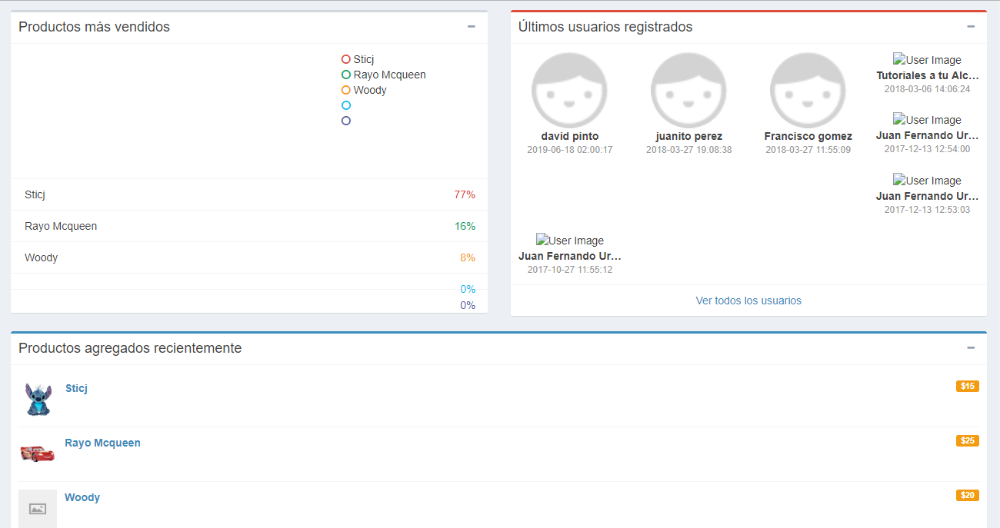 Productos más vendidos
Sticj
Rayo Mcqueen
Woody
Sticj 77%
Rayo Mcqueen 16%
Woody 8%
0%
0%
Últimos usuarios registrados
david pinto
2019-06-18 02:00:17
juanito perez
2018-03-27 19:08:38
Francisco gomez
2018-03-27 11:55:09
User Image
Tutoriales a tu Alc...
2018-03-06 14:06:24
User Image
Juan Fernando Ur...
2017-12-13 12:54:00
User Image
Juan Fernando Ur...
2017-12-13 12:53:03
User Image
Juan Fernando Ur...
2017-10-27 11:55:12
Ver todos los usuarios
Productos agregados recientemente
Sticj $15
Rayo Mcqueen $25
Woody $20